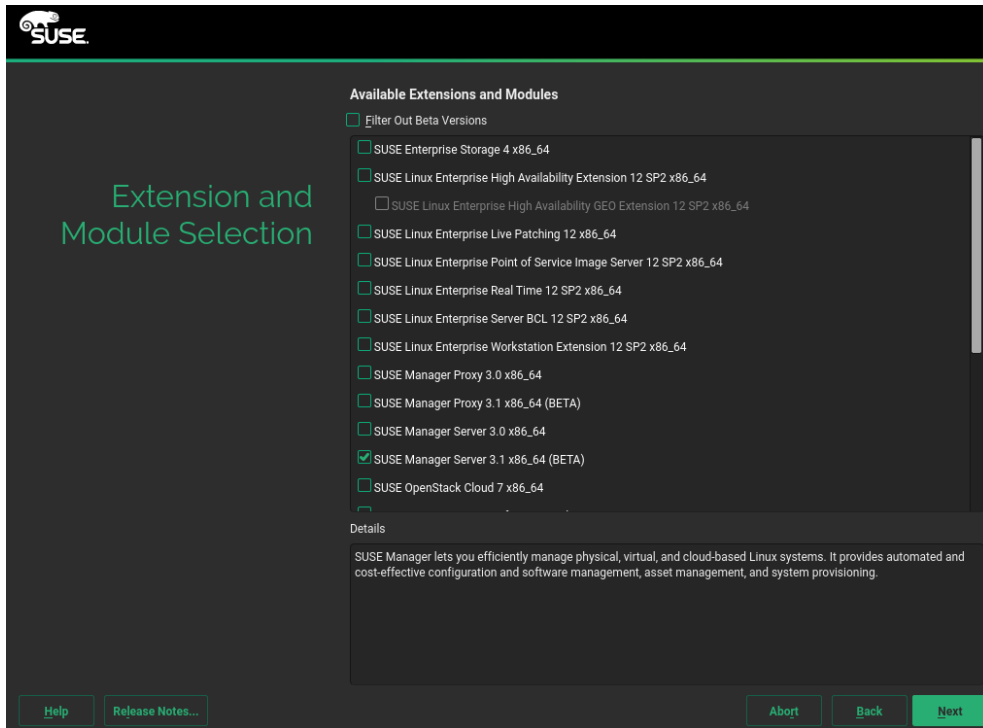 SUSE.
Available Extensions and Modules
Filter Out Beta Versions
Extension and
Module Selection
SUSE Enterprise Storage 4 x86_64
SUSE Linux Enterprise High Availability Extension 12 SP2 x86_64
SUSE Linux Enterprise High Availability GEO Extension 12 SP2 x86_64
SUSE Linux Enterprise Live Patching 12 x86_64
SUSE Linux Enterprise Point of Service Image Server 12 SP2 x86_64
SUSE Linux Enterprise Real Time 12 SP2 x86_64
SUSE Linux Enterprise Server BCL 12 SP2 x86_64
SUSE Linux Enterprise Workstation Extension 12 SP2 x86_64
SUSE Manager Proxy 3.0 x86_64
SUSE Manager Proxy 3.1 x86_64 (BETA)
SUSE Manager Server 3.0 x86_64
SUSE Manager Server 3.1 x86_64 (BETA)
SUSE OpenStack Cloud 7 x86_64
Details
SUSE Manager lets you efficiently manage physical, virtual, and cloud-based Linux systems. It provides automated and
cost-effective configuration and software management, asset management, and system provisioning.
Help
Release Notes...
Abort
Back
Next